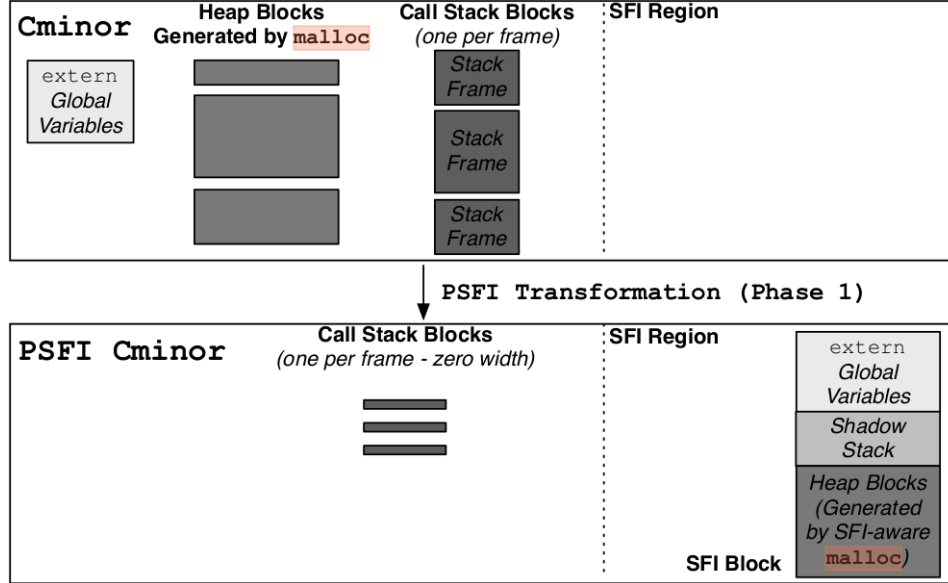 Cminor
Heap Blocks
Generated by malloc
Call Stack Blocks
(one per frame)
SFI Region
extern
Global
Variables
Stack
Frame
Stack
Frame
Stack
Frame
PSFI Transformation (Phase 1)
PSFI Cminor
Call Stack Blocks
(one per frame - zero width)
SFI Region
extern
Global
Variables
Shadow
Stack
Heap Blocks
(Generated
by SFI-aware
malloc)
SFI Block